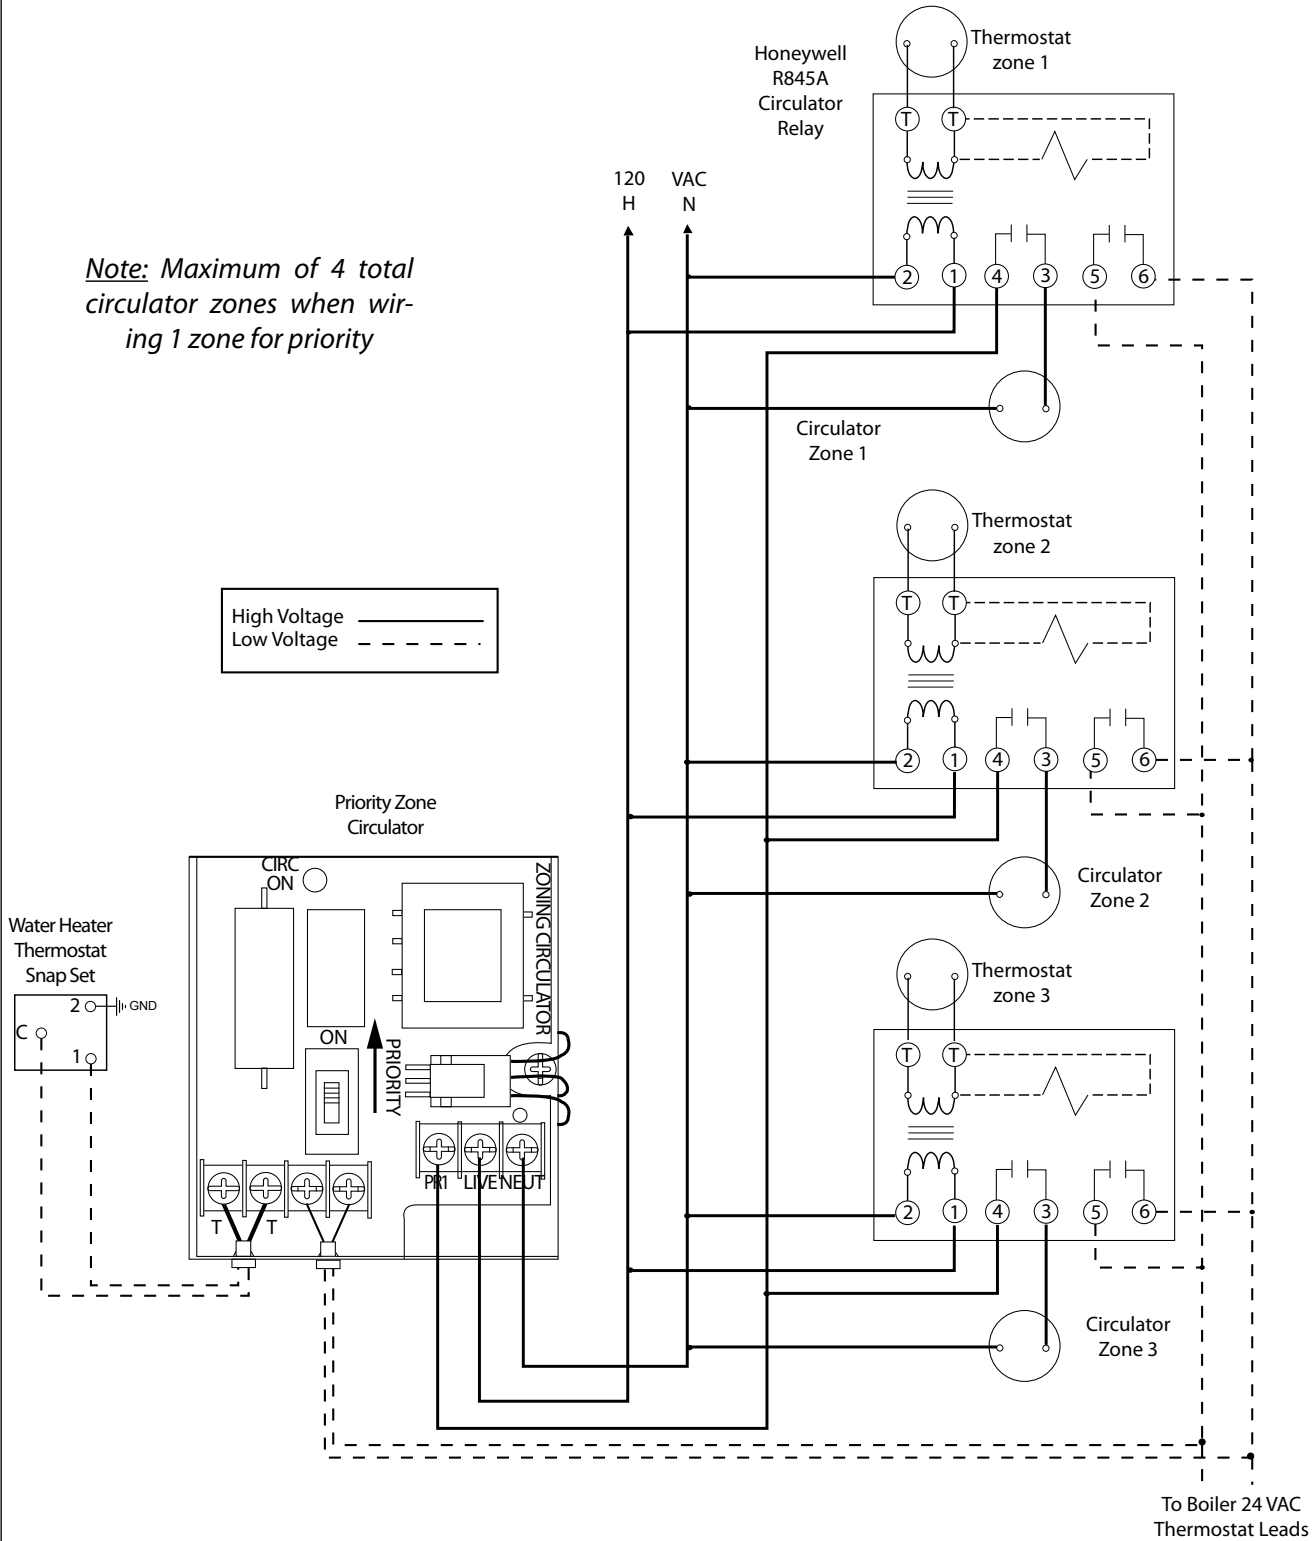 Thermostat
zone 1
Honeywell
R845A
Circulator
Relay
T T
120 VAC
H N
2 1 4 3 5 6
Note: Maximum of 4 total
circulator zones when wir-
ing 1 zone for priority
Circulator
Zone 1
Thermostat
zone 2
T T
High Voltage
Low Voltage
2 1 4 3 5 6
Priority Zone
Circulator
Circulator
Zone 2
CIRC
ON
ZONING CIRCULATOR
Water Heater
Thermostat
Snap Set
2 GND
C
1
ON
PRIORITY
Thermostat
zone 3
T T
PR1 LIVE NEUT
T T
2 1 4 3 5 6
Circulator
Zone 3
To Boiler 24 VAC
Thermostat Leads